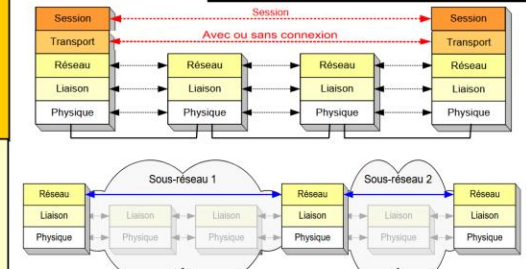 Session Session Session
Transport Avec ou sans connexion Transport
Réseau Réseau Réseau Réseau
Liaison Liaison Liaison Liaison
Physique Physique Physique Physique
Sous-réseau 1 Sous-réseau 2
Réseau Réseau Réseau
Liaison Liaison Liaison Liaison Liaison Liaison
Physique Physique Physique Physique Physique Physique